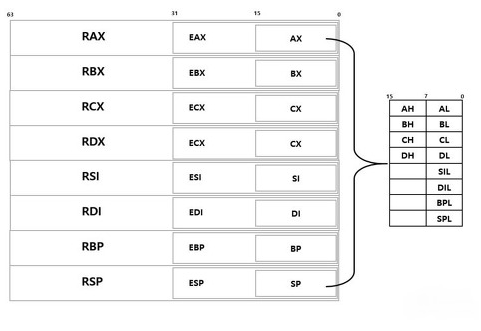 63 31 15 0
RAX EAX AX
RBX EBX BX
RCX ECX CX
RDX ECX CX
RSI ESI SI
RDI EDI DI
RBP EBP BP
RSP ESP SP
15 7 0
AH AL
BH BL
CH CL
DH DL
SIL
DIL
BPL
SPL